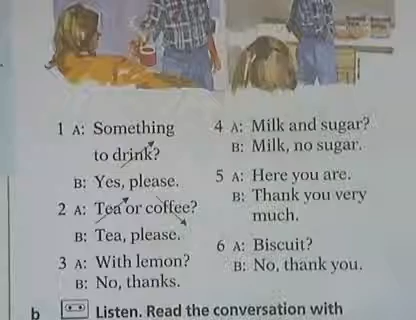 1 A: Something
to drink?
B: Yes, please.
2 A: Tea or coffee?
B: Tea, please.
3 A: With lemon?
B: No, thanks.
4 A: Milk and sugar?
B: Milk, no sugar.
5 A: Here you are.
B: Thank you very
much.
6 A: Biscuit?
B: No, thank you.
b Listen. Read the conversation with